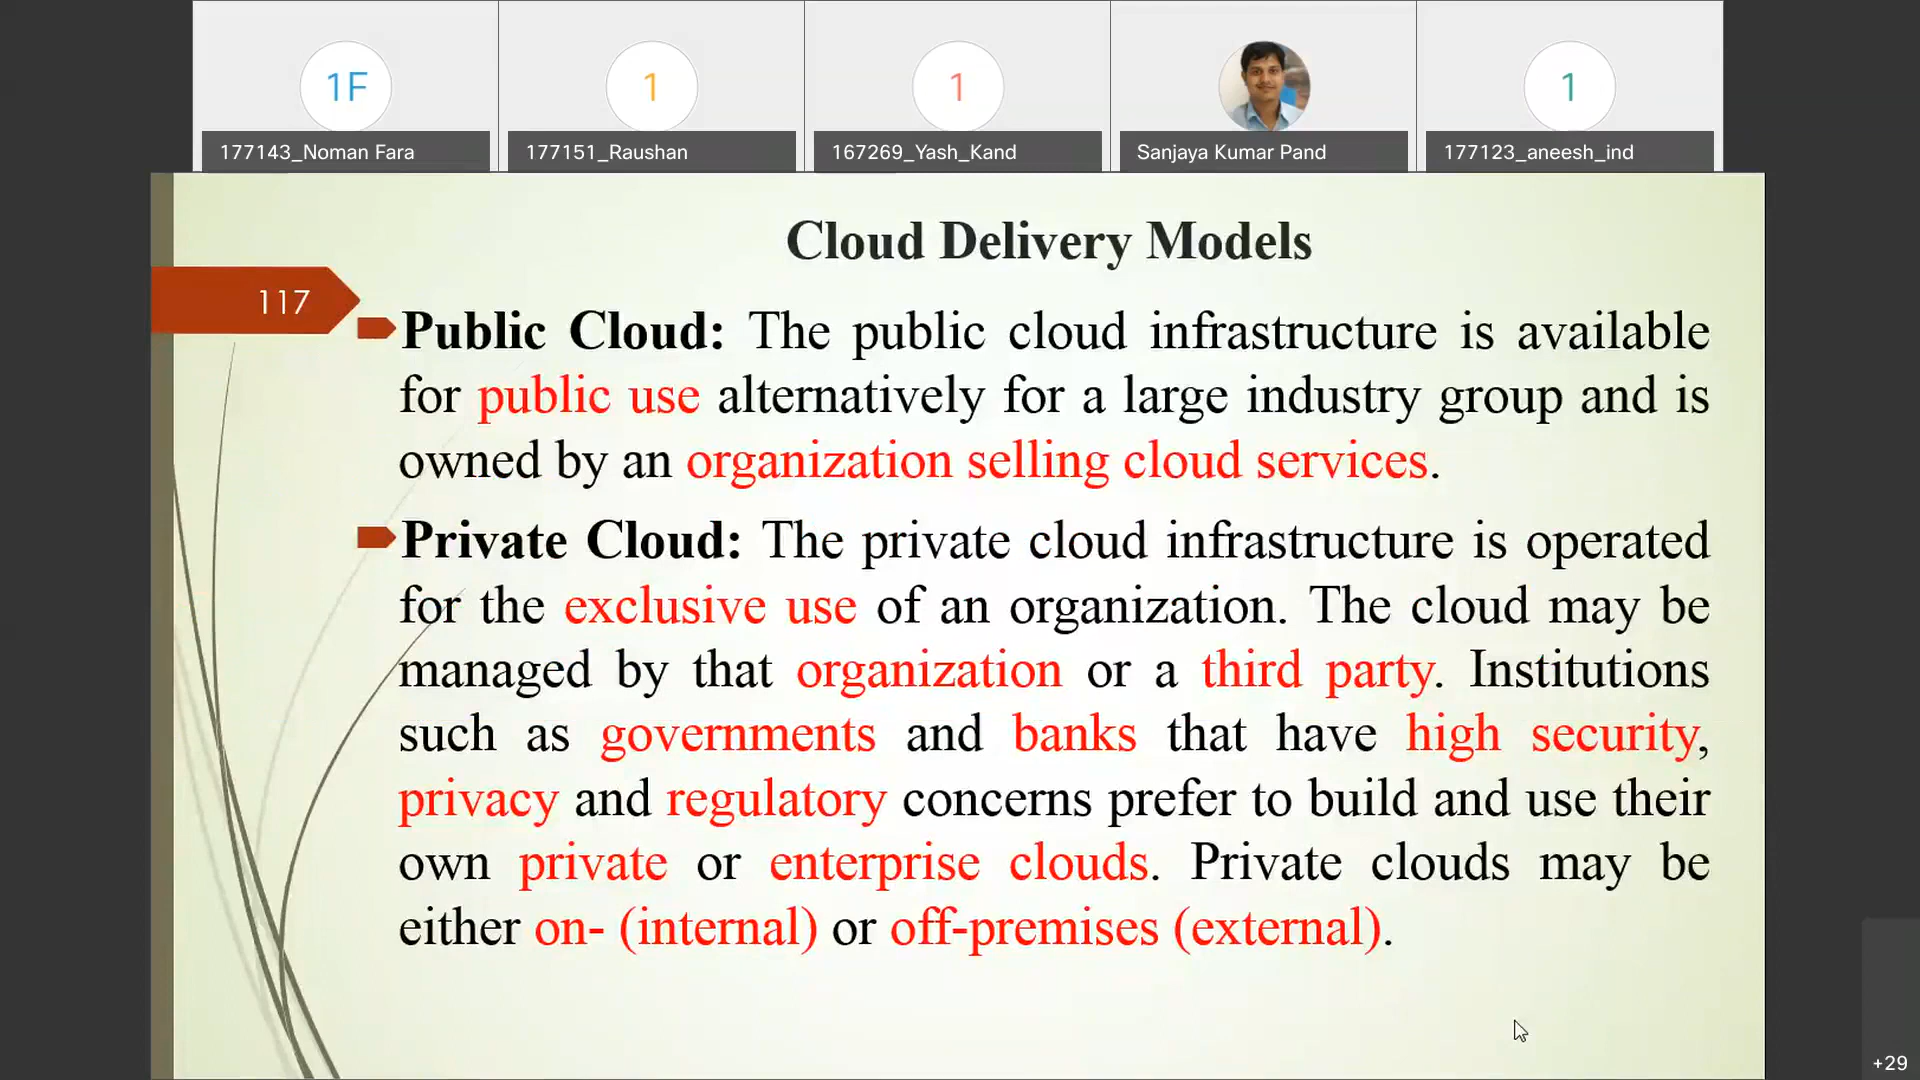 1F
1
1
1
177143_Noman Fara
177151_Raushan
167269_Yash_Kand
Sanjaya Kumar Pand
177123_aneesh_ind
Cloud Delivery Models
117
Public Cloud: The public cloud infrastructure is available
for public use alternatively for a large industry group and is
owned by an organization selling cloud services.
Private Cloud: The private cloud infrastructure is operated
for the exclusive use of an organization. The cloud may be
managed by that organization or a third party. Institutions
such as governments and banks that have high security,
privacy and regulatory concerns prefer to build and use their
own private or enterprise clouds. Private clouds may be
either on- (internal) or off-premises (external).
+29